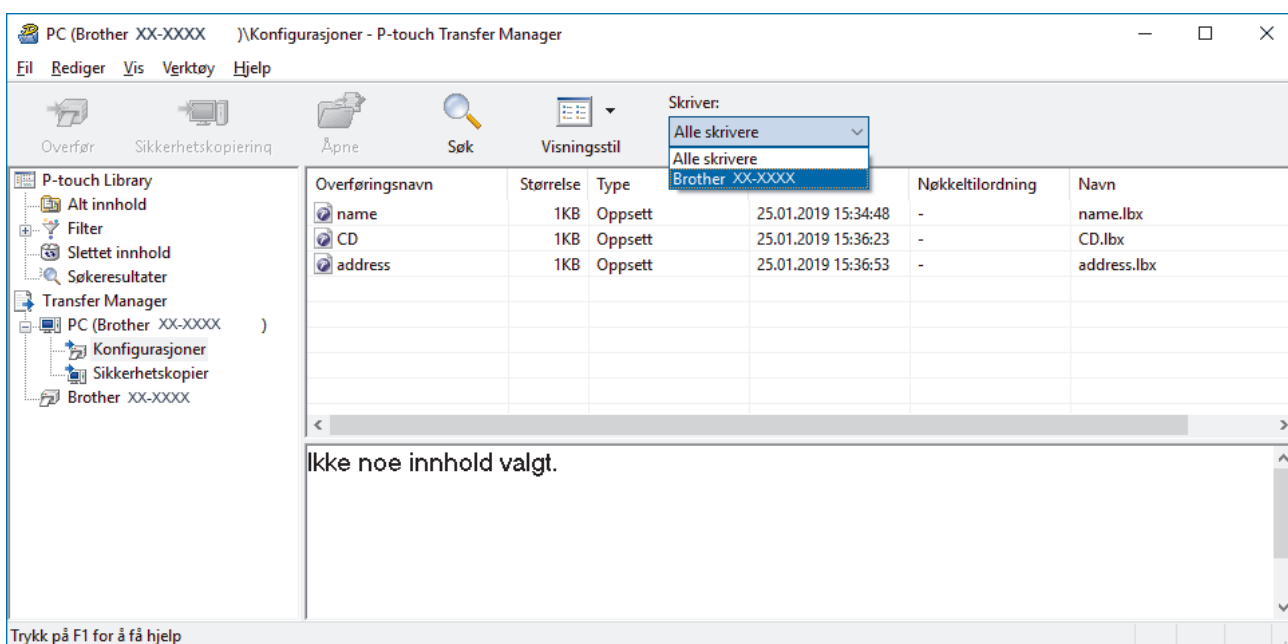 PC (Brother XX-XXXX )\Konfigurasjoner - P-touch Transfer Manager
Fil Rediger Vis Verktøy Hjelp
Skriver:
Alle skrivere
Overfør Sikkerhetskopiering Åpne Søk Visningsstil
Alle skrivere
Brother XX-XXXX
P-touch Library
Alt innhold
Filter
Slettet innhold
Søkeresultater
Transfer Manager
PC (Brother XX-XXXX )
Konfigurasjoner
Sikkerhetskopier
Brother XX-XXXX
Overføringsnavn Størrelse Type Nøkkeltilordning Navn
name 1KB Oppsett 25.01.2019 15:34:48 - name.lbx
CD 1KB Oppsett 25.01.2019 15:36:23 - CD.lbx
address 1KB Oppsett 25.01.2019 15:36:53 - address.lbx
Ikke noe innhold valgt.
Trykk på F1 for å få hjelp